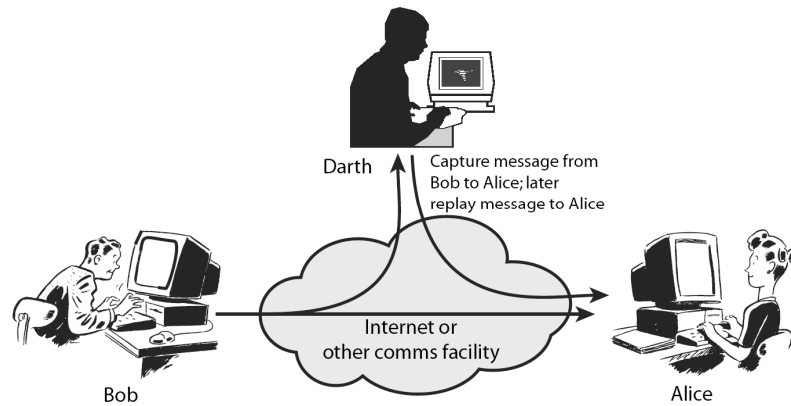 Darth
Capture message from
Bob to Alice; later
replay message to Alice
Internet or
other comms facility
Bob
Alice